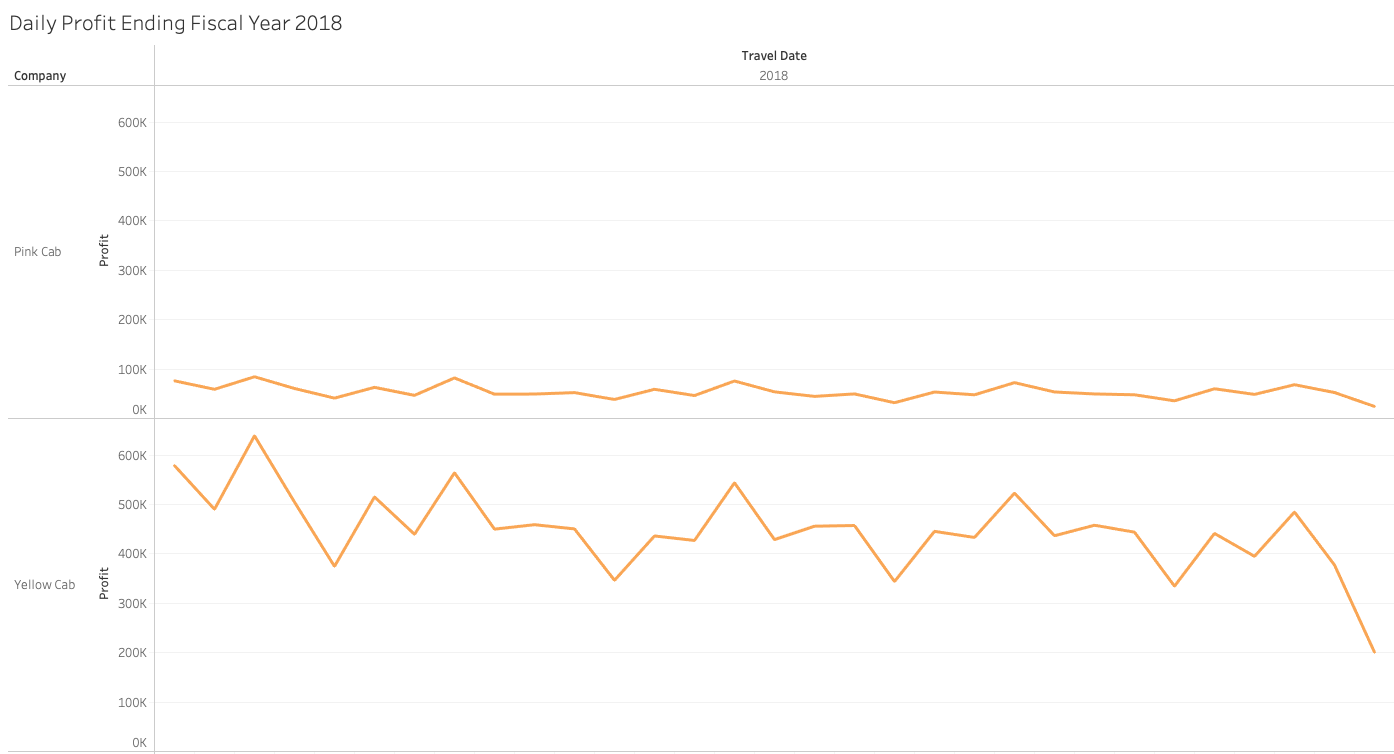 Daily Profit Ending Fiscal Year 2018
Travel Date
Company
2018
Pink Cab
Profit
600K
500K
400K
300K
200K
100K
0K
Yellow Cab
Profit
600K
500K
400K
300K
200K
100K
0K